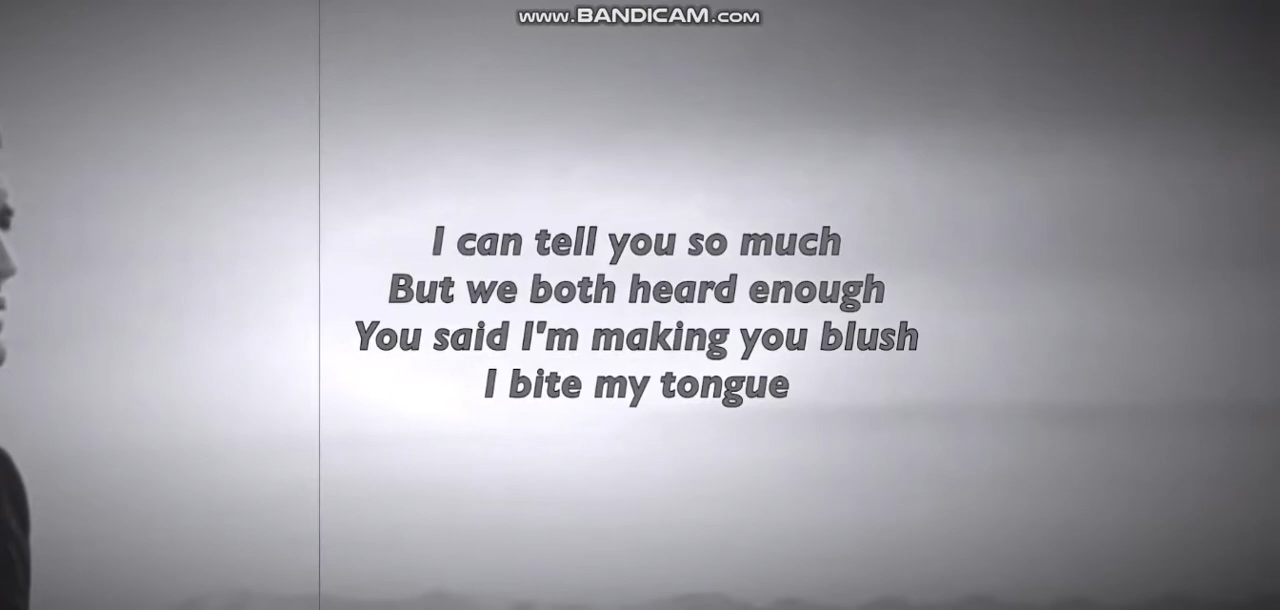 www.BANDICAM.com
I can tell you so much
But we both heard enough
You said I'm making you blush
I bite my tongue